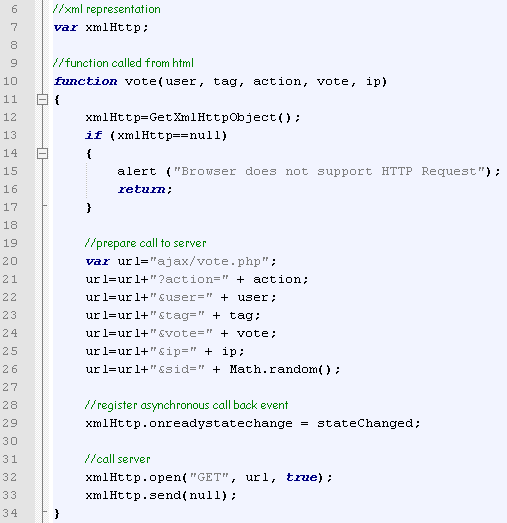 6 //xml representation
7 var xmlHttp;
8
9 //function called from html
10 function vote(user, tag, action, vote, ip)
11 {
12 xmlHttp=GetXmlHttpObject();
13 if (xmlHttp==null)
14 {
15 alert ("Browser does not support HTTP Request");
16 return;
17 }
18
19 //prepare call to server
20 var url="ajax/vote.php";
21 url=url+"?action=" + action;
22 url=url+"&user=" + user;
23 url=url+"&tag=" + tag;
24 url=url+"&vote=" + vote;
25 url=url+"&ip=" + ip;
26 url=url+"&sid=" + Math.random();
27
28 //register asynchronous call back event
29 xmlHttp.onreadystatechange = stateChanged;
30
31 //call server
32 xmlHttp.open("GET", url, true);
33 xmlHttp.send(null);
34 }